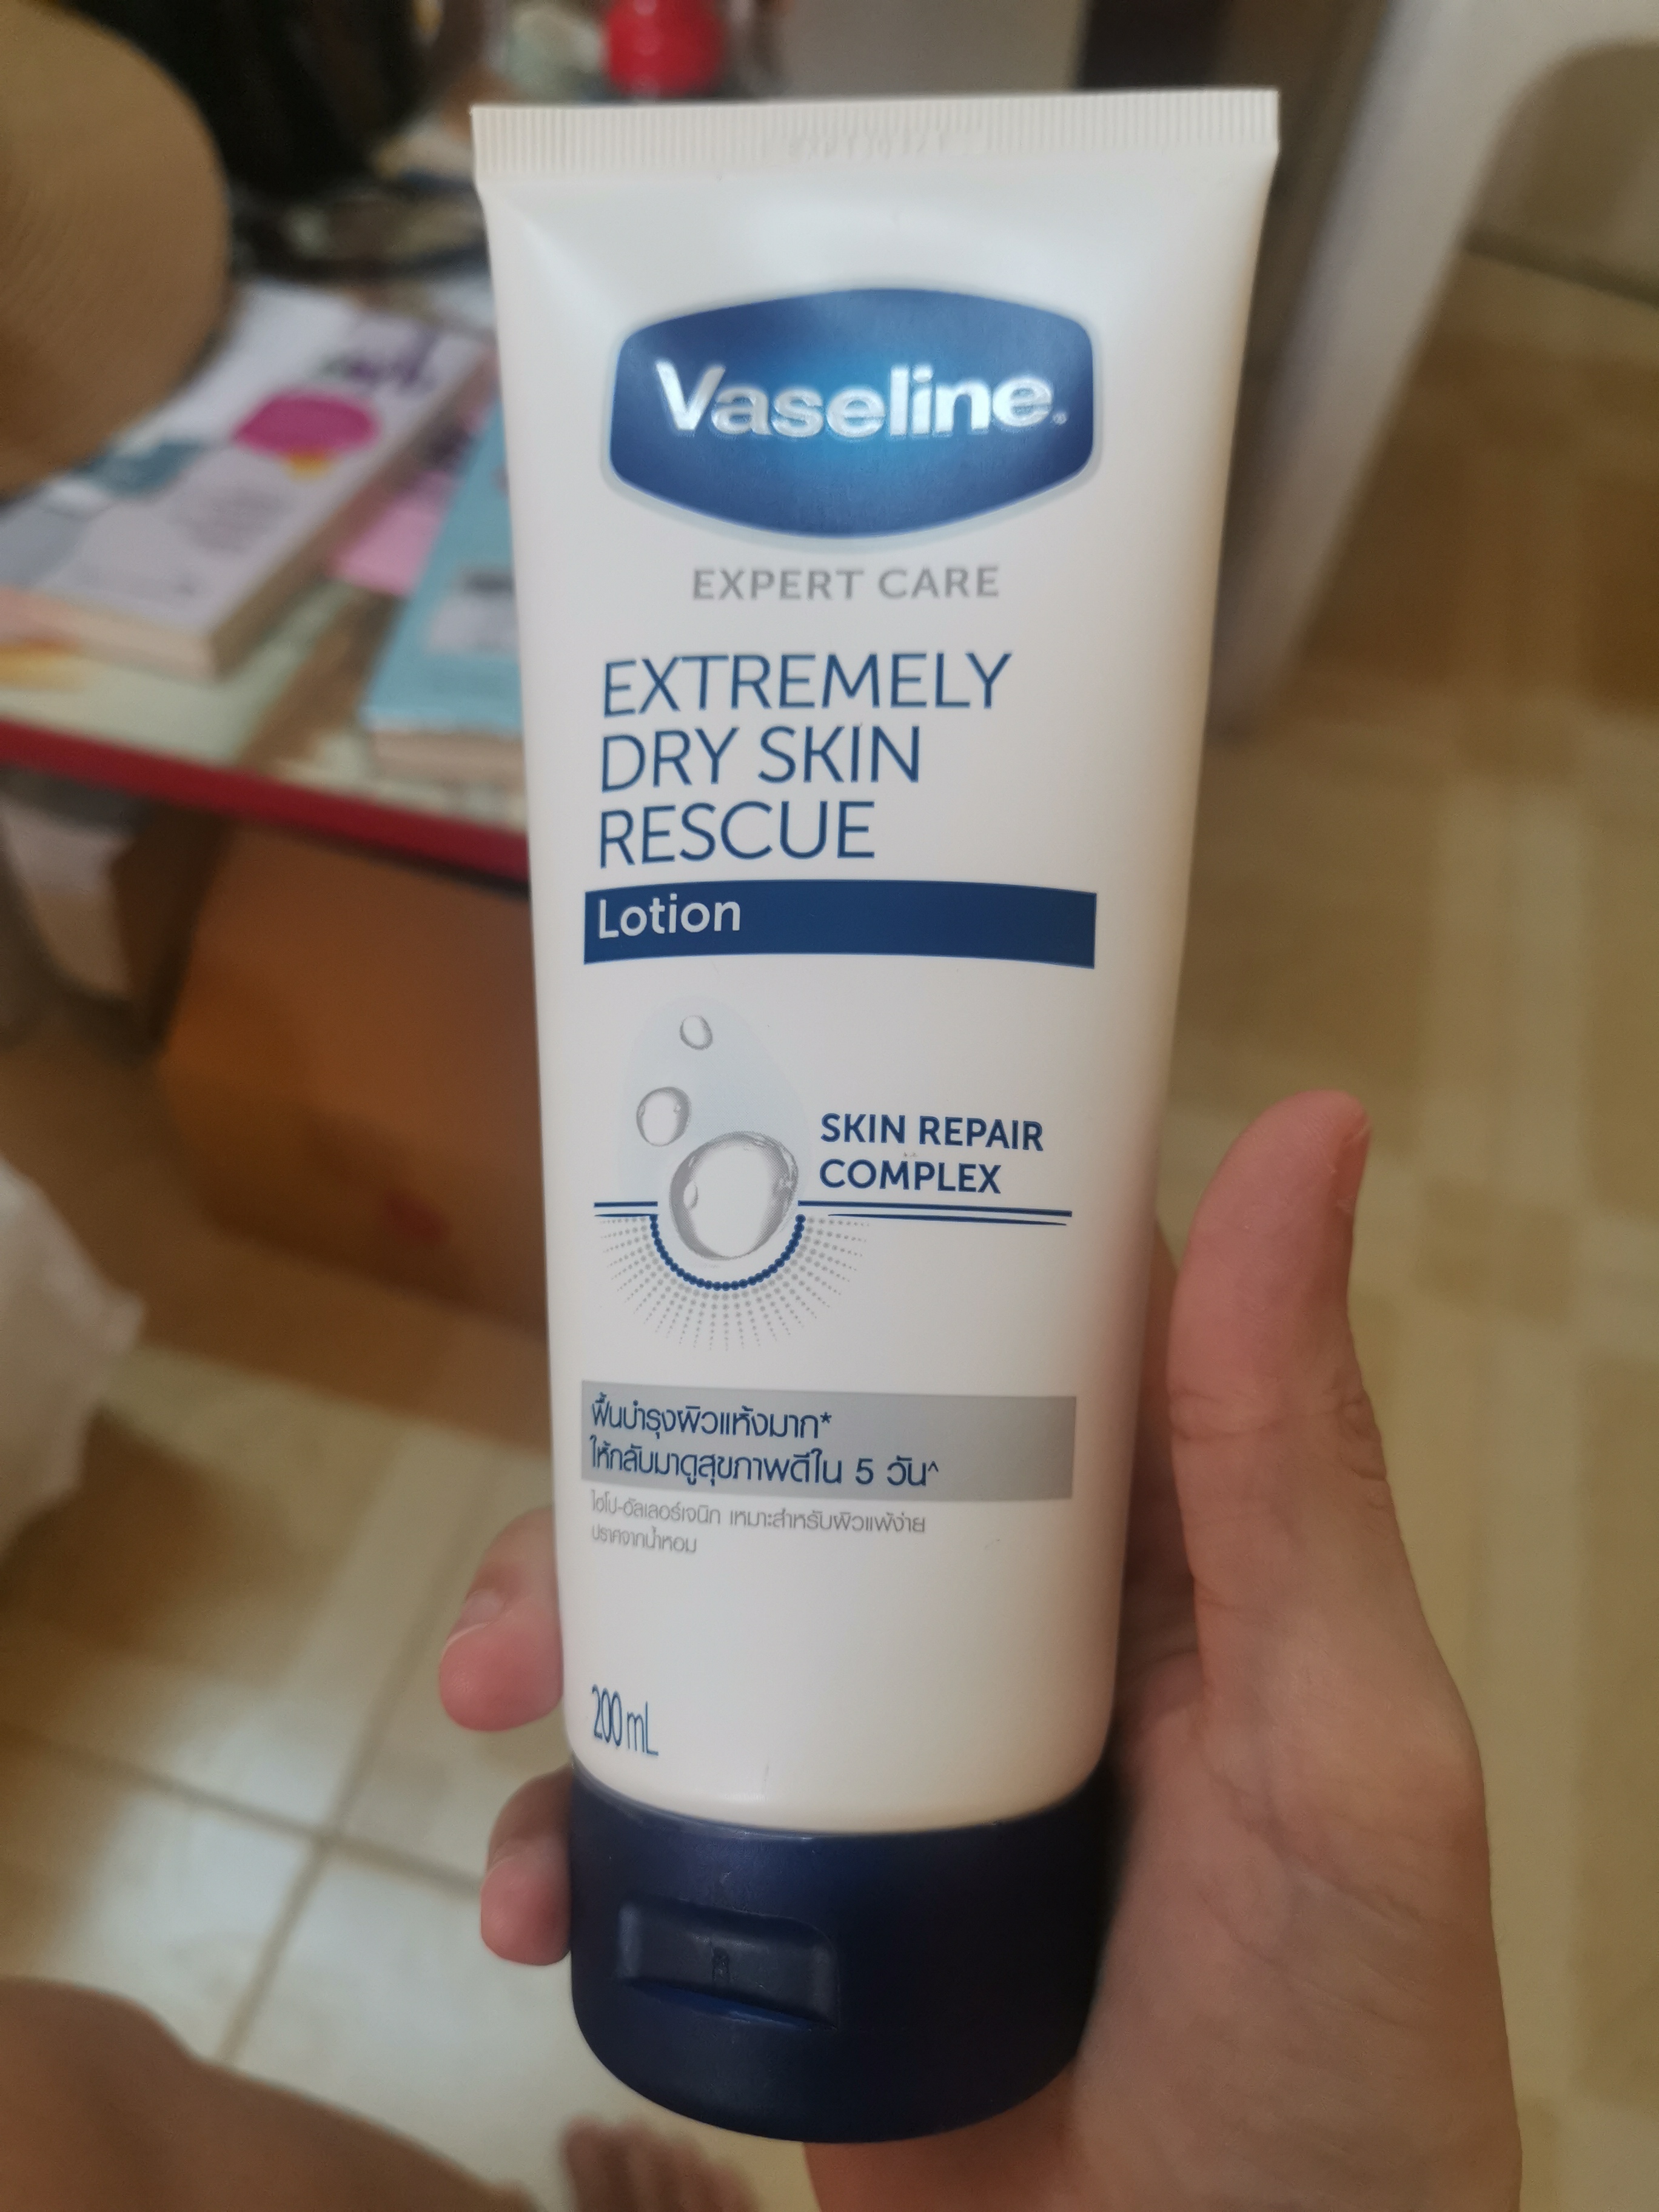 Vaseline®
EXPERT CARE
EXTREMELY
DRY SKIN
RESCUE
Lotion
SKIN REPAIR
COMPLEX
ฟื้นบำรุงผิวแห้งมาก*
ให้กลับมาดูสุขภาพดีใน 5 วัน^
ไฮโป-อัลเลอร์เจนิก เหมาะสำหรับผิวแพ้ง่าย
ปราศจากน้ำหอม
200 mL